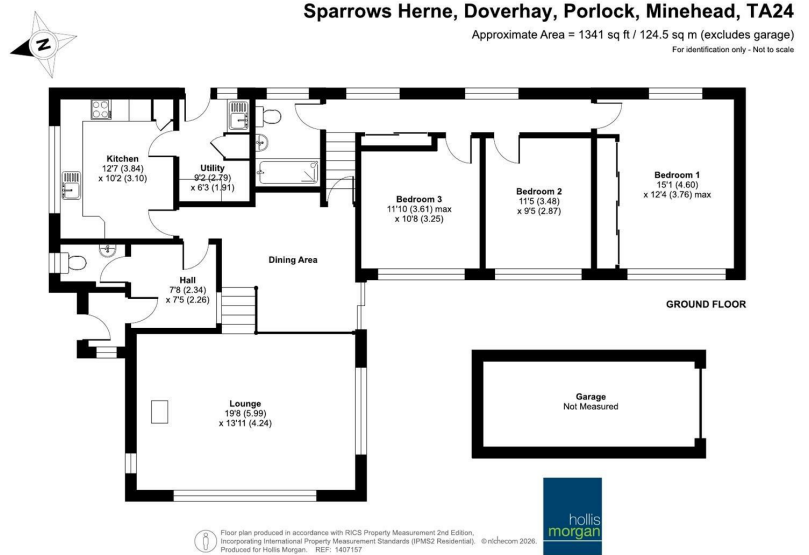 Sparrows Herne, Doverhay, Porlock, Minehead, TA24
Approximate Area = 1341 sq ft / 124.5 sq m (excludes garage)
For identification only - Not to scale
N
Kitchen
12'7 (3.84)
x 10'2 (3.10)
Utility
9'2 (2.79)
x 6'3 (1.91)
Bedroom 3
11'10 (3.61) max
x 10'8 (3.25)
Bedroom 2
11'5 (3.48)
x 9'5 (2.87)
Bedroom 1
15'1 (4.60)
x 12'4 (3.76) max
Dining Area
Hall
7'8 (2.34)
x 7'5 (2.26)
GROUND FLOOR
Lounge
19'8 (5.99)
x 13'11 (4.24)
Garage
Not Measured
hollis
morgan
Floor plan produced in accordance with RICS Property Measurement 2nd Edition,
Incorporating International Property Measurement Standards (IPMS2 Residential). © nichecom 2026.
Produced for Hollis Morgan. REF: 1407157